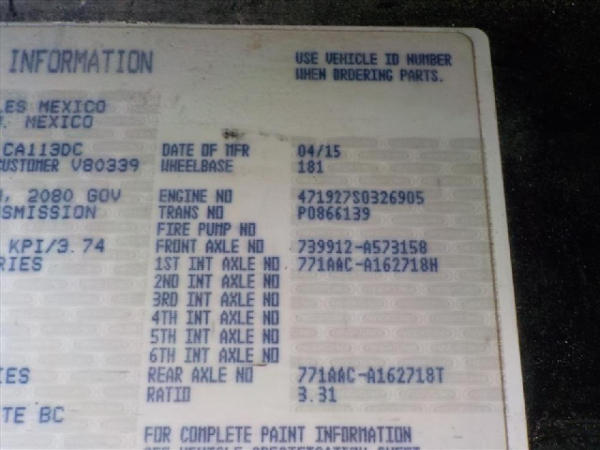 INFORMATION
USE VEHICLE ID NUMBER
WHEN ORDERING PARTS.
LES MEXICO
MEXICO
CA113DC DATE OF MFR 04/15
CUSTOMER V80339 WHEELBASE 181
, 2080 GOV ENGINE NO 471927S0326905
NSMISSION TRANS NO P0866139
FIRE PUMP NO
KPI/3.74 FRONT AXLE NO 739912-A573158
RIES 1ST INT AXLE NO 771AAC-A162718H
2ND INT AXLE NO
3RD INT AXLE NO
4TH INT AXLE NO
5TH INT AXLE NO
6TH INT AXLE NO
IES REAR AXLE NO 771AAC-A162718T
RATIO 3.31
TE BC
FOR COMPLETE PAINT INFORMATION